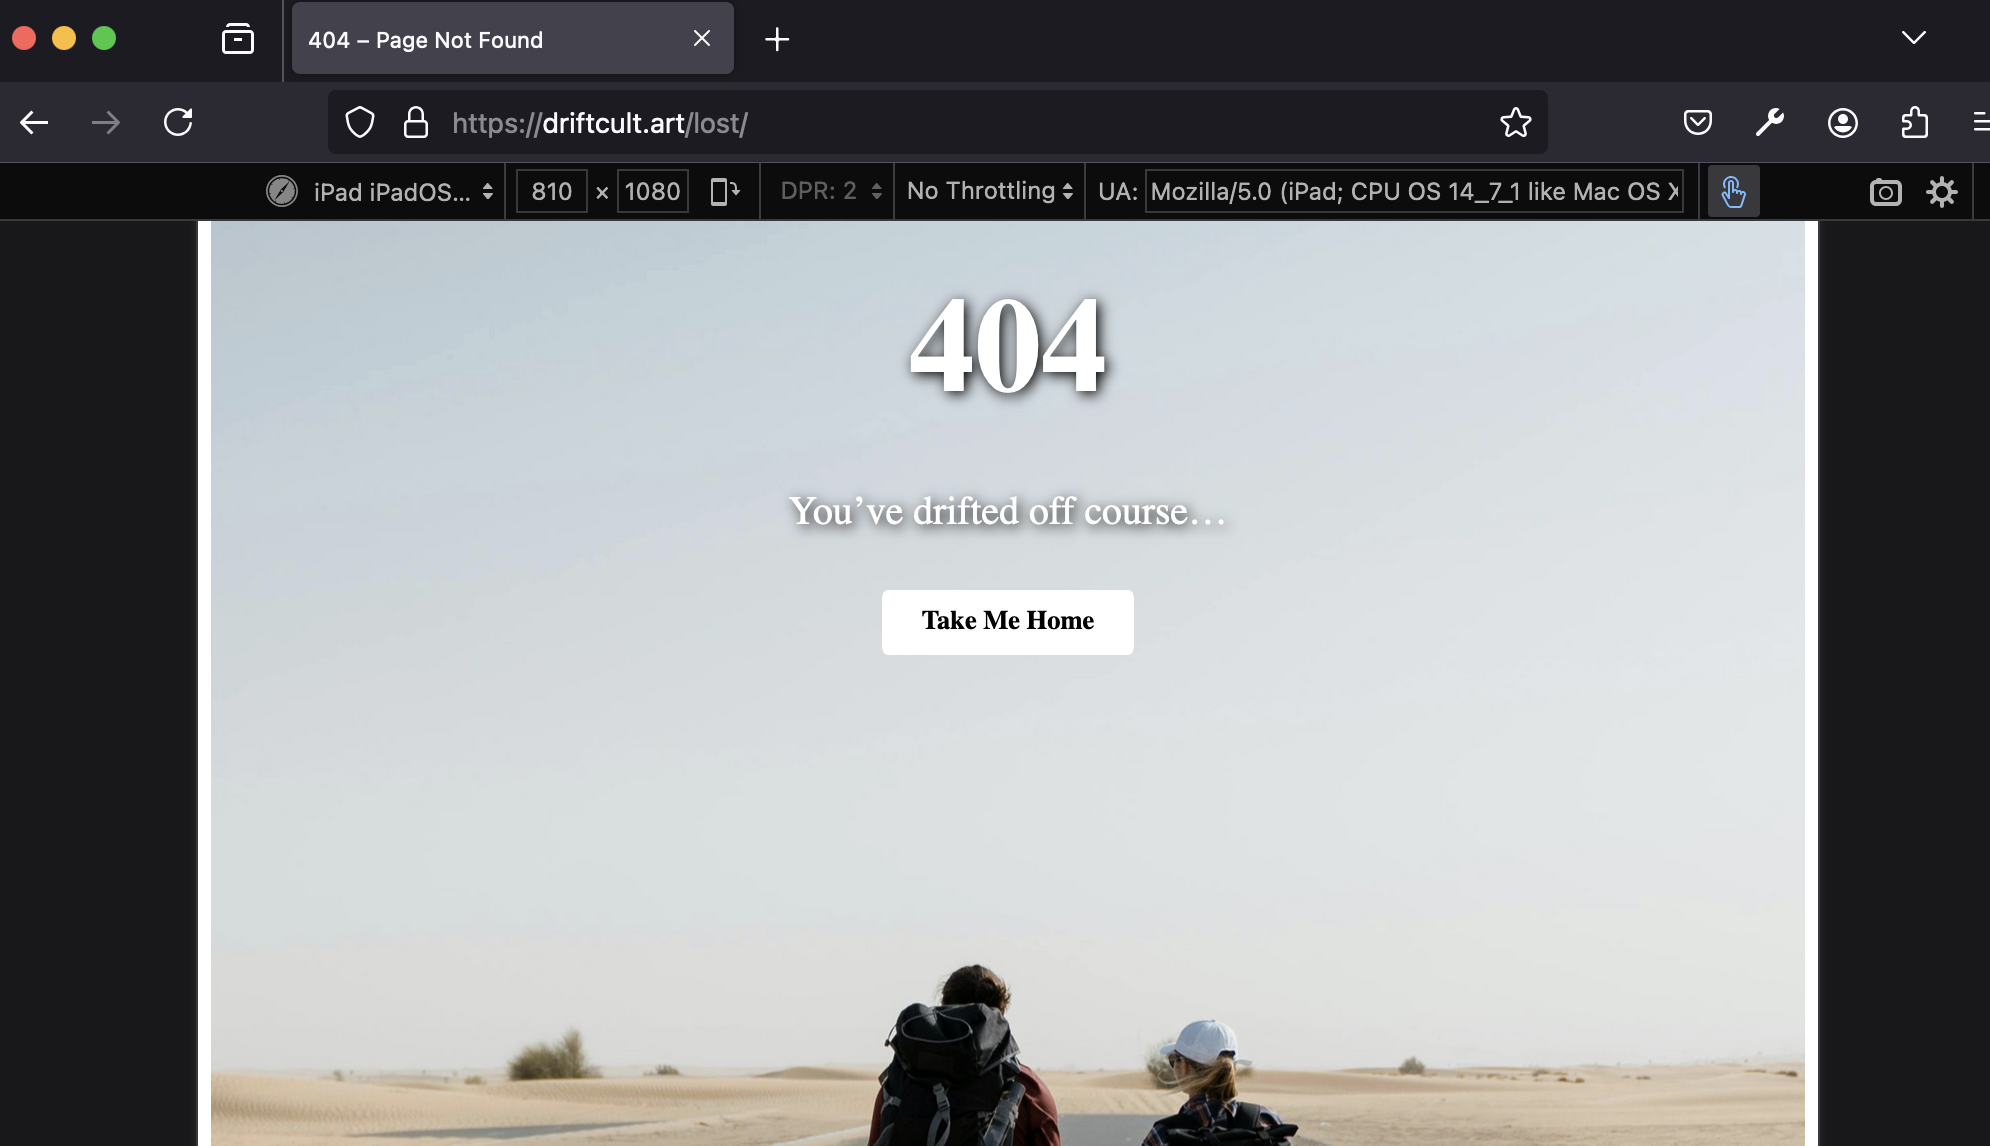 404 – Page Not Found
https://driftcult.art/lost/
iPad iPadOS... 810 × 1080 DPR: 2 No Throttling UA: Mozilla/5.0 (iPad; CPU OS 14_7_1 like Mac OS X
404
You’ve drifted off course…
Take Me Home